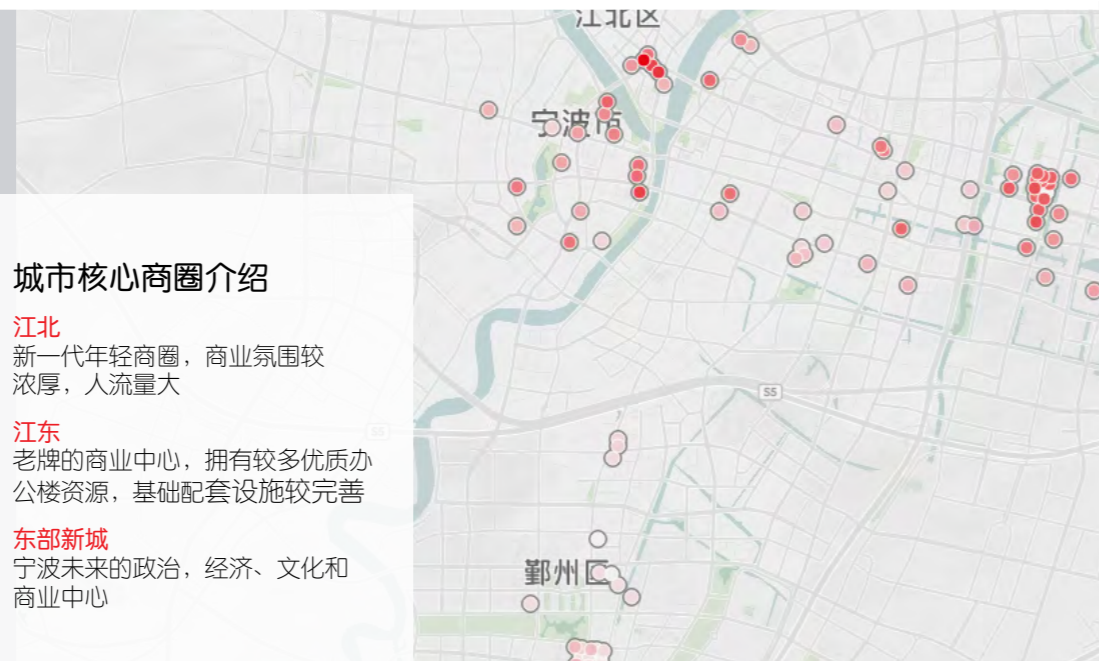 江北区
宁波市
城市核心商圈介绍
江北
新一代年轻商圈，商业氛围较
浓厚，人流量大
江东
老牌的商业中心，拥有较多优质办
公楼资源，基础配套设施较完善
东部新城
宁波未来的政治，经济、文化和
商业中心
S5
S5
鄞州区